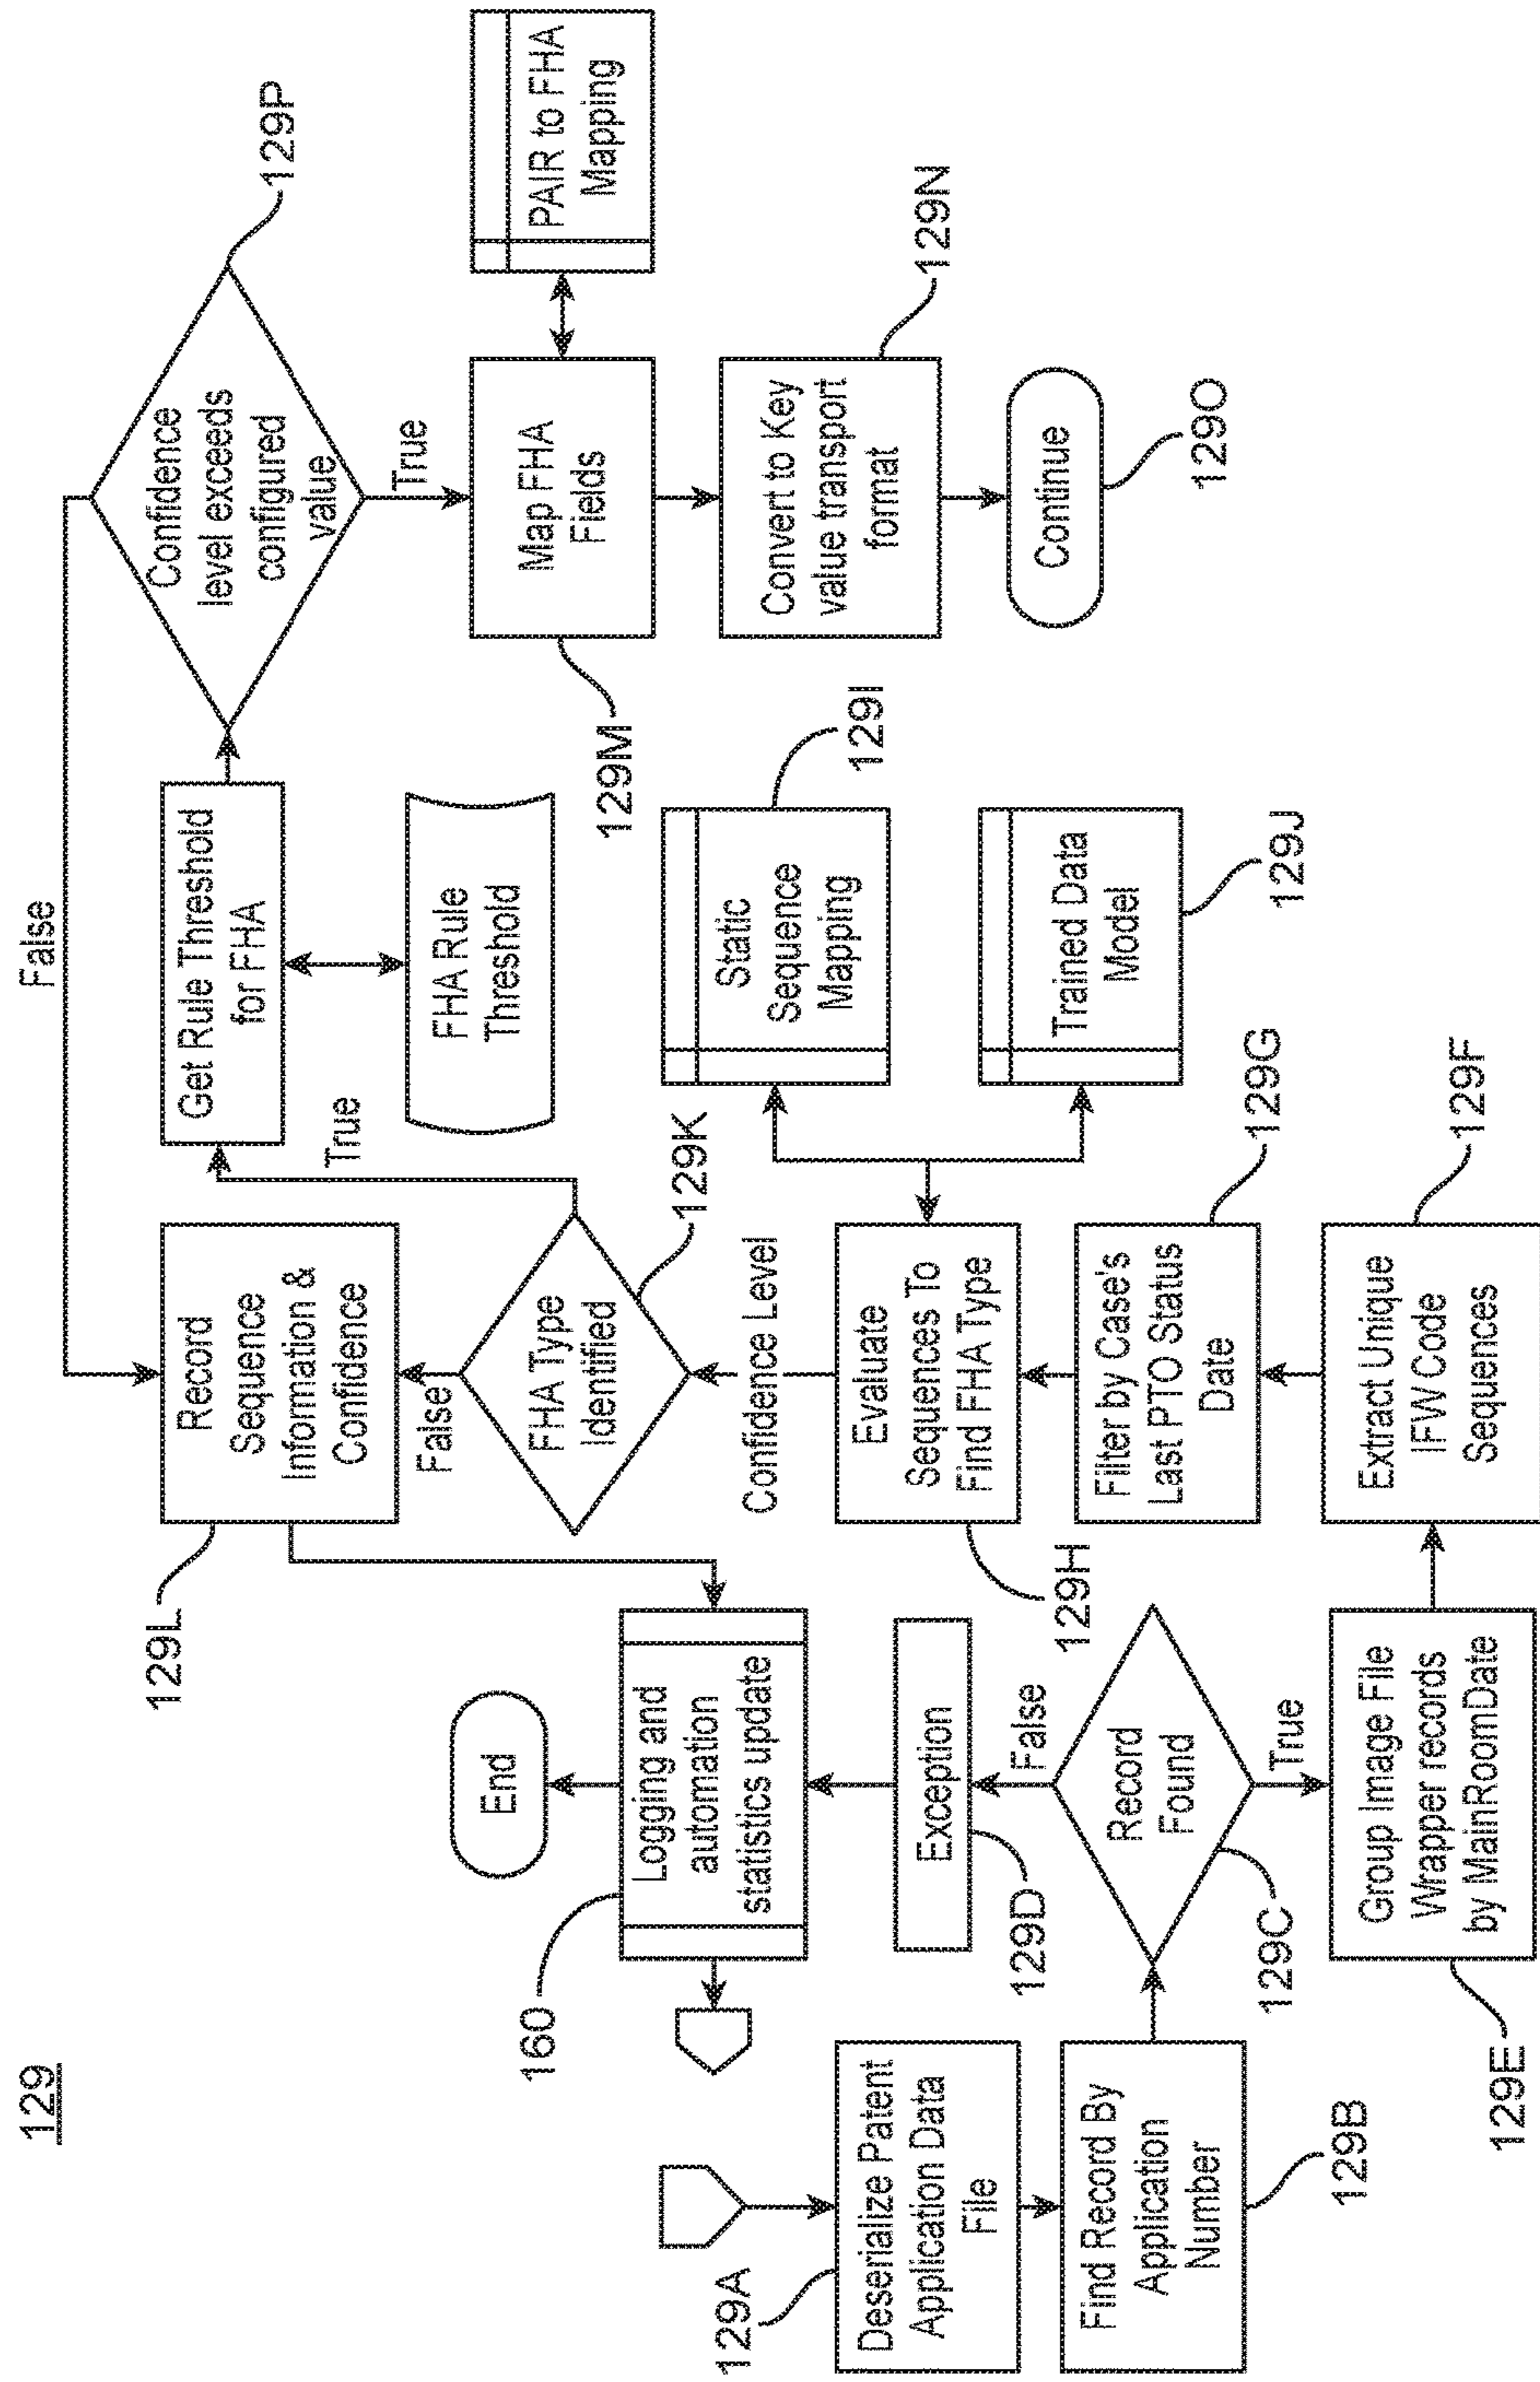 129
129A
Deserialize Patent
Application Data
File
Find Record By
Application
Number
129B
160
Logging and
automation
statistics update
End
Exception
129D
False
Record
Found
129C
True
Group Image File
Wrapper records
by MainRoomDate
129E
129L
Record
Sequence
Information &
Confidence
False
FHA Type
Identified
129K
True
Confidence Level
Evaluate
Sequences To
Find FHA Type
129H
Filter by Case's
Last PTO Status
Date
129G
Extract Unique
IFW Code
Sequences
129F
False
Get Rule Threshold
for FHA
FHA Rule
Threshold
Static
Sequence
Mapping
129I
Trained Data
Model
129J
Confidence
level exceeds
configured
value
129P
True
Map FHA
Fields
129M
PAIR to FHA
Mapping
Convert to Key
value transport
format
129N
Continue
129O